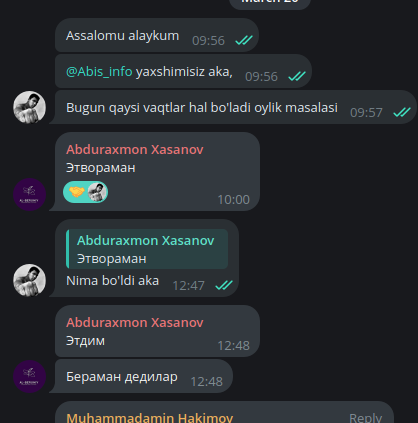 March 20
Assalomu alaykum 09:56
@Abis_info yaxshimisiz aka, 09:56
Bugun qaysi vaqtlar hal bo'ladi oylik masalasi 09:57
Abduraxmon Xasanov
Этвораман
10:00
Abduraxmon Xasanov
Этвораман
Nima bo'ldi aka 12:47
Abduraxmon Xasanov
Этдим 12:48
Бераман дедилар 12:48
Muhammadamin Hakimov Reply